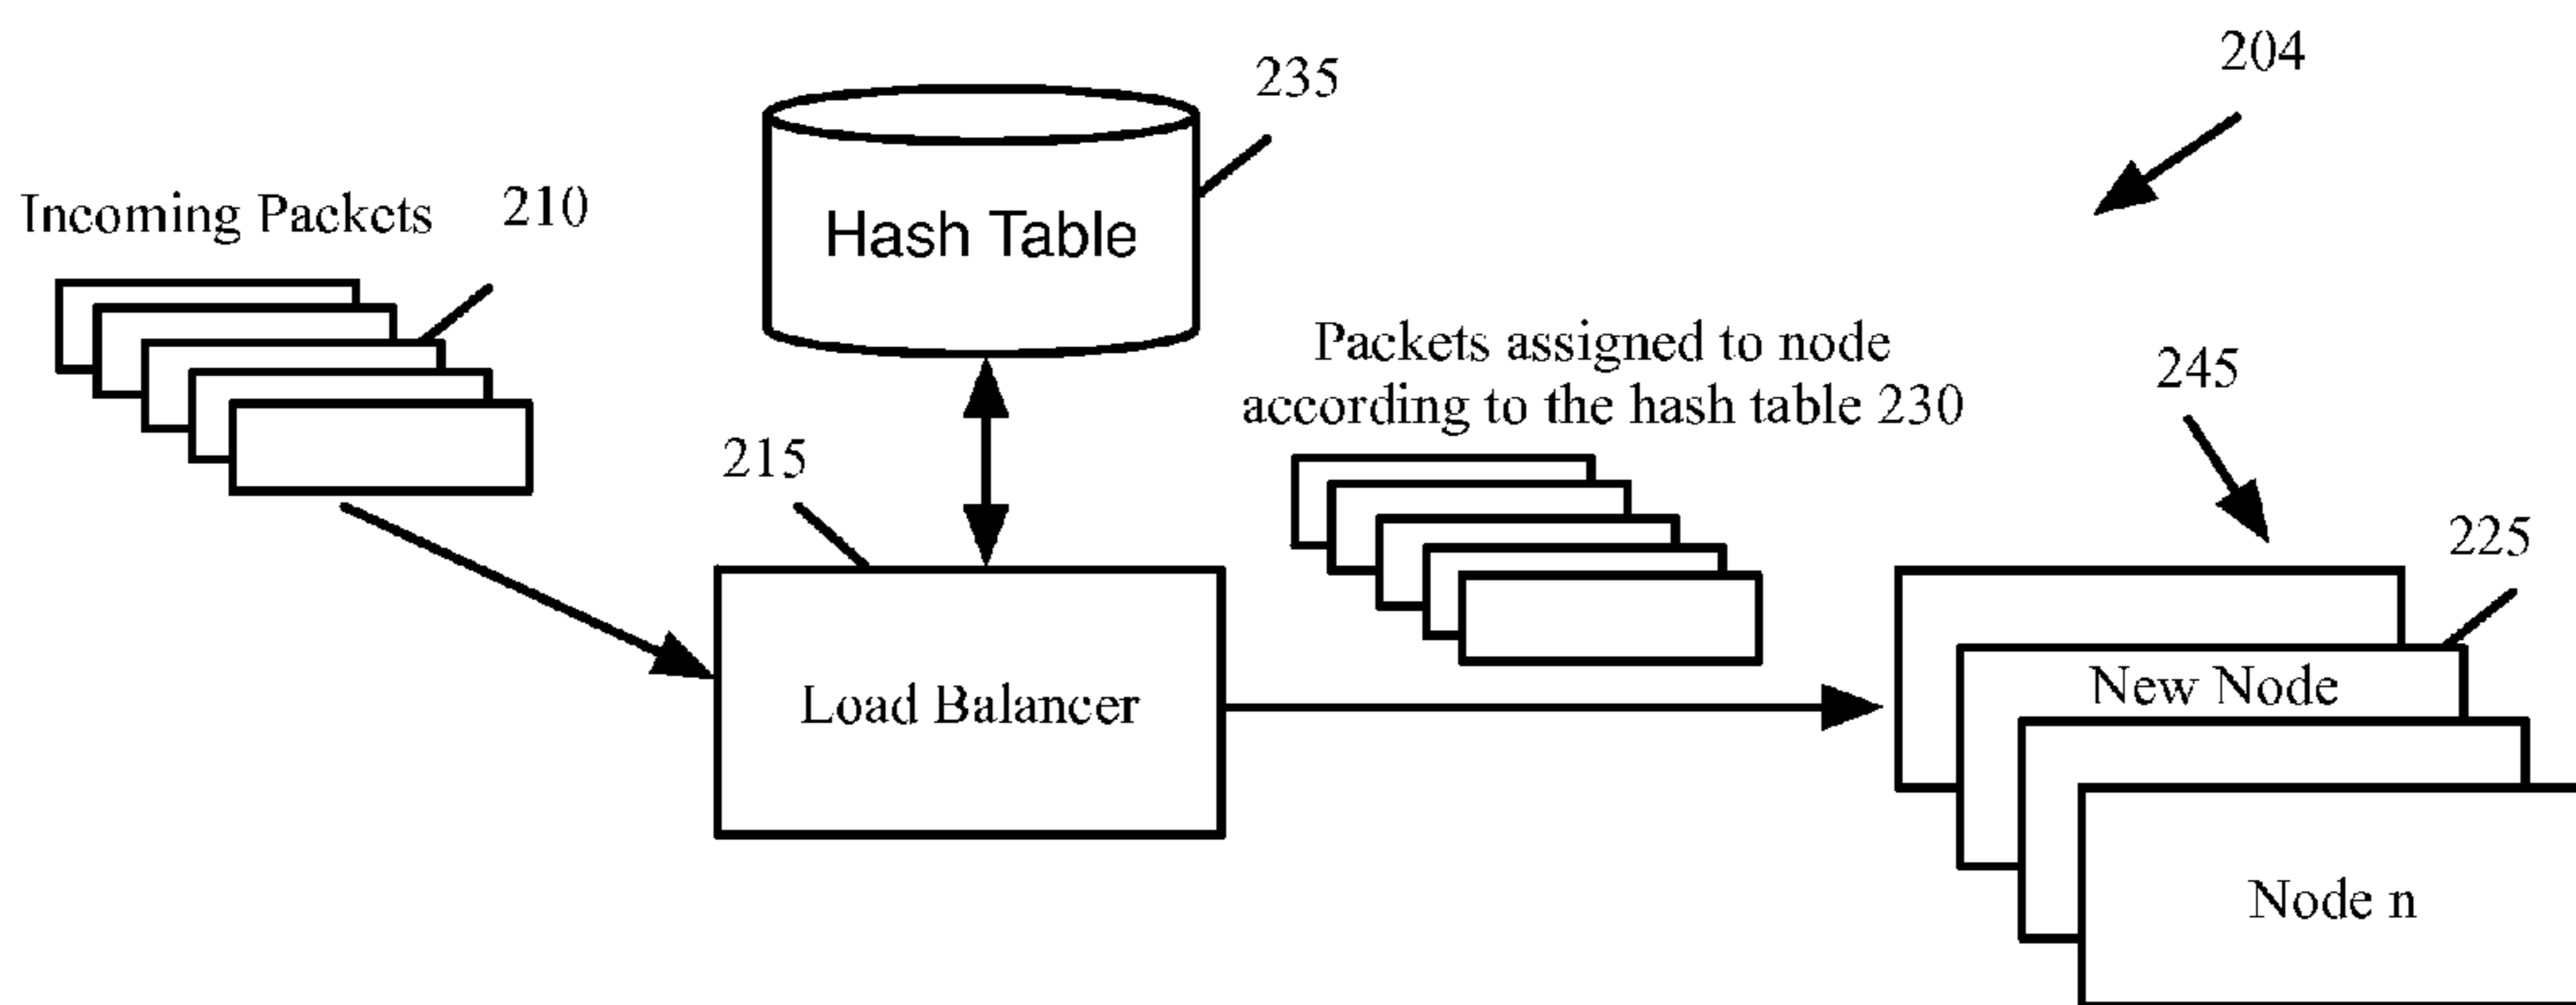 204
235
Incoming Packets
210
Hash Table
Packets assigned to node
according to the hash table 230
245
215
225
New Node
Load Balancer
Node n